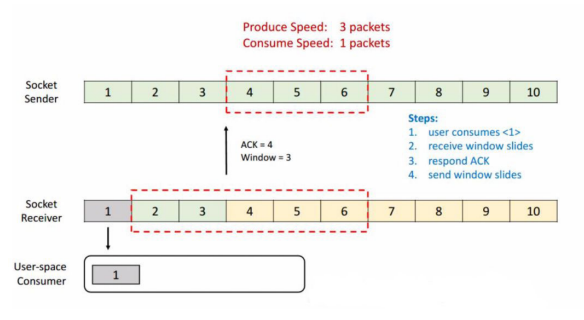 Produce Speed: 3 packets
Consume Speed: 1 packets
Socket
Sender
1 2 3 4 5 6 7 8 9 10
ACK = 4
Window = 3
Steps:
1. user consumes <1>
2. receive window slides
3. respond ACK
4. send window slides
Socket
Receiver
1 2 3 4 5 6 7 8 9 10
User-space
Consumer
1